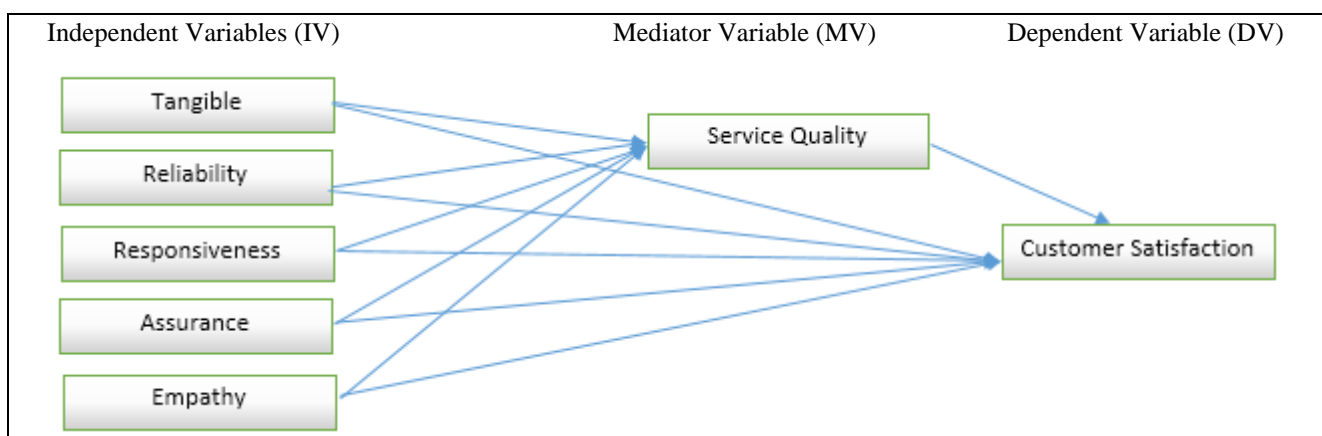 Independent Variables (IV)
Mediator Variable (MV)
Dependent Variable (DV)
Tangible
Service Quality
Reliability
Responsiveness
Customer Satisfaction
Assurance
Empathy